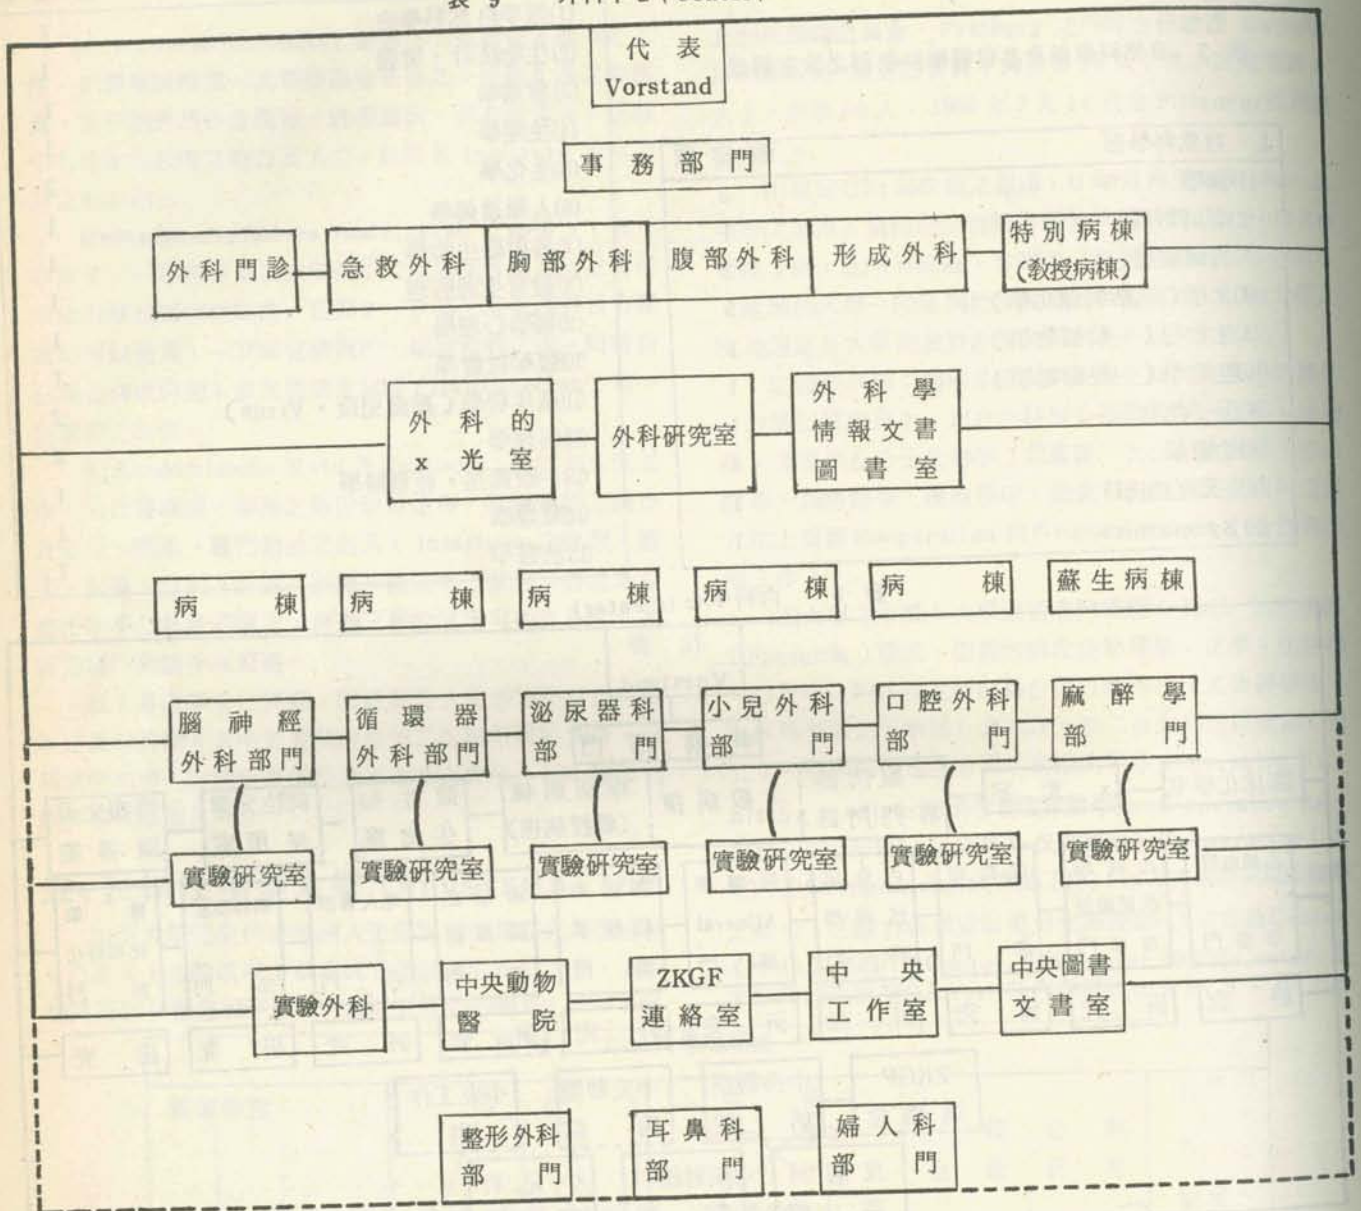 代表
Vorstand
事務部門
外科門診
急救外科
胸部外科
腹部外科
形成外科
特別病棟
(教授病棟)
外科的
x光室
外科研究室
外科學
情報文書
圖書室
病棟
病棟
病棟
病棟
病棟
蘇生病棟
腦神經
外科部門
循環器
外科部門
泌尿器科
部門
小兒外科
部門
口腔外科
部門
麻醉學
部門
實驗研究室
實驗研究室
實驗研究室
實驗研究室
實驗研究室
實驗研究室
實驗外科
中央動物
醫院
ZKGF
連絡室
中央
工作室
中央圖書
文書室
整形外科
部門
耳鼻科
部門
婦人科
部門